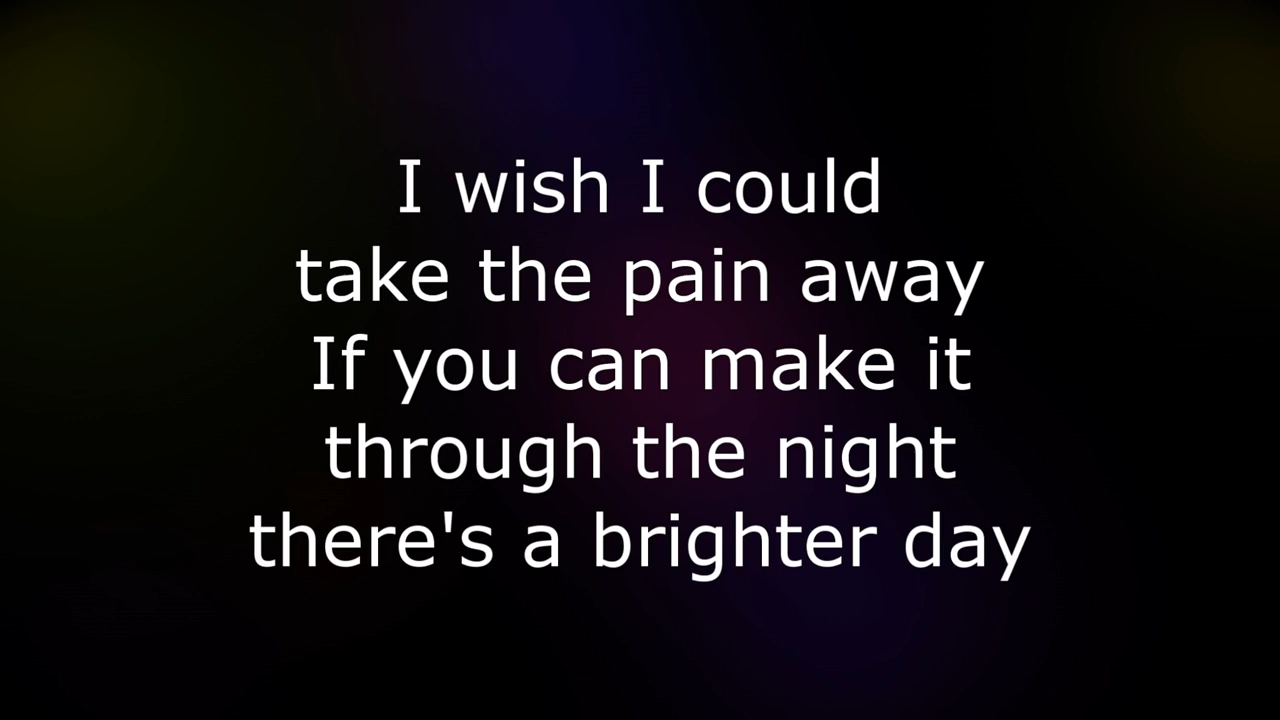 I wish I could
take the pain away
If you can make it
through the night
there's a brighter day